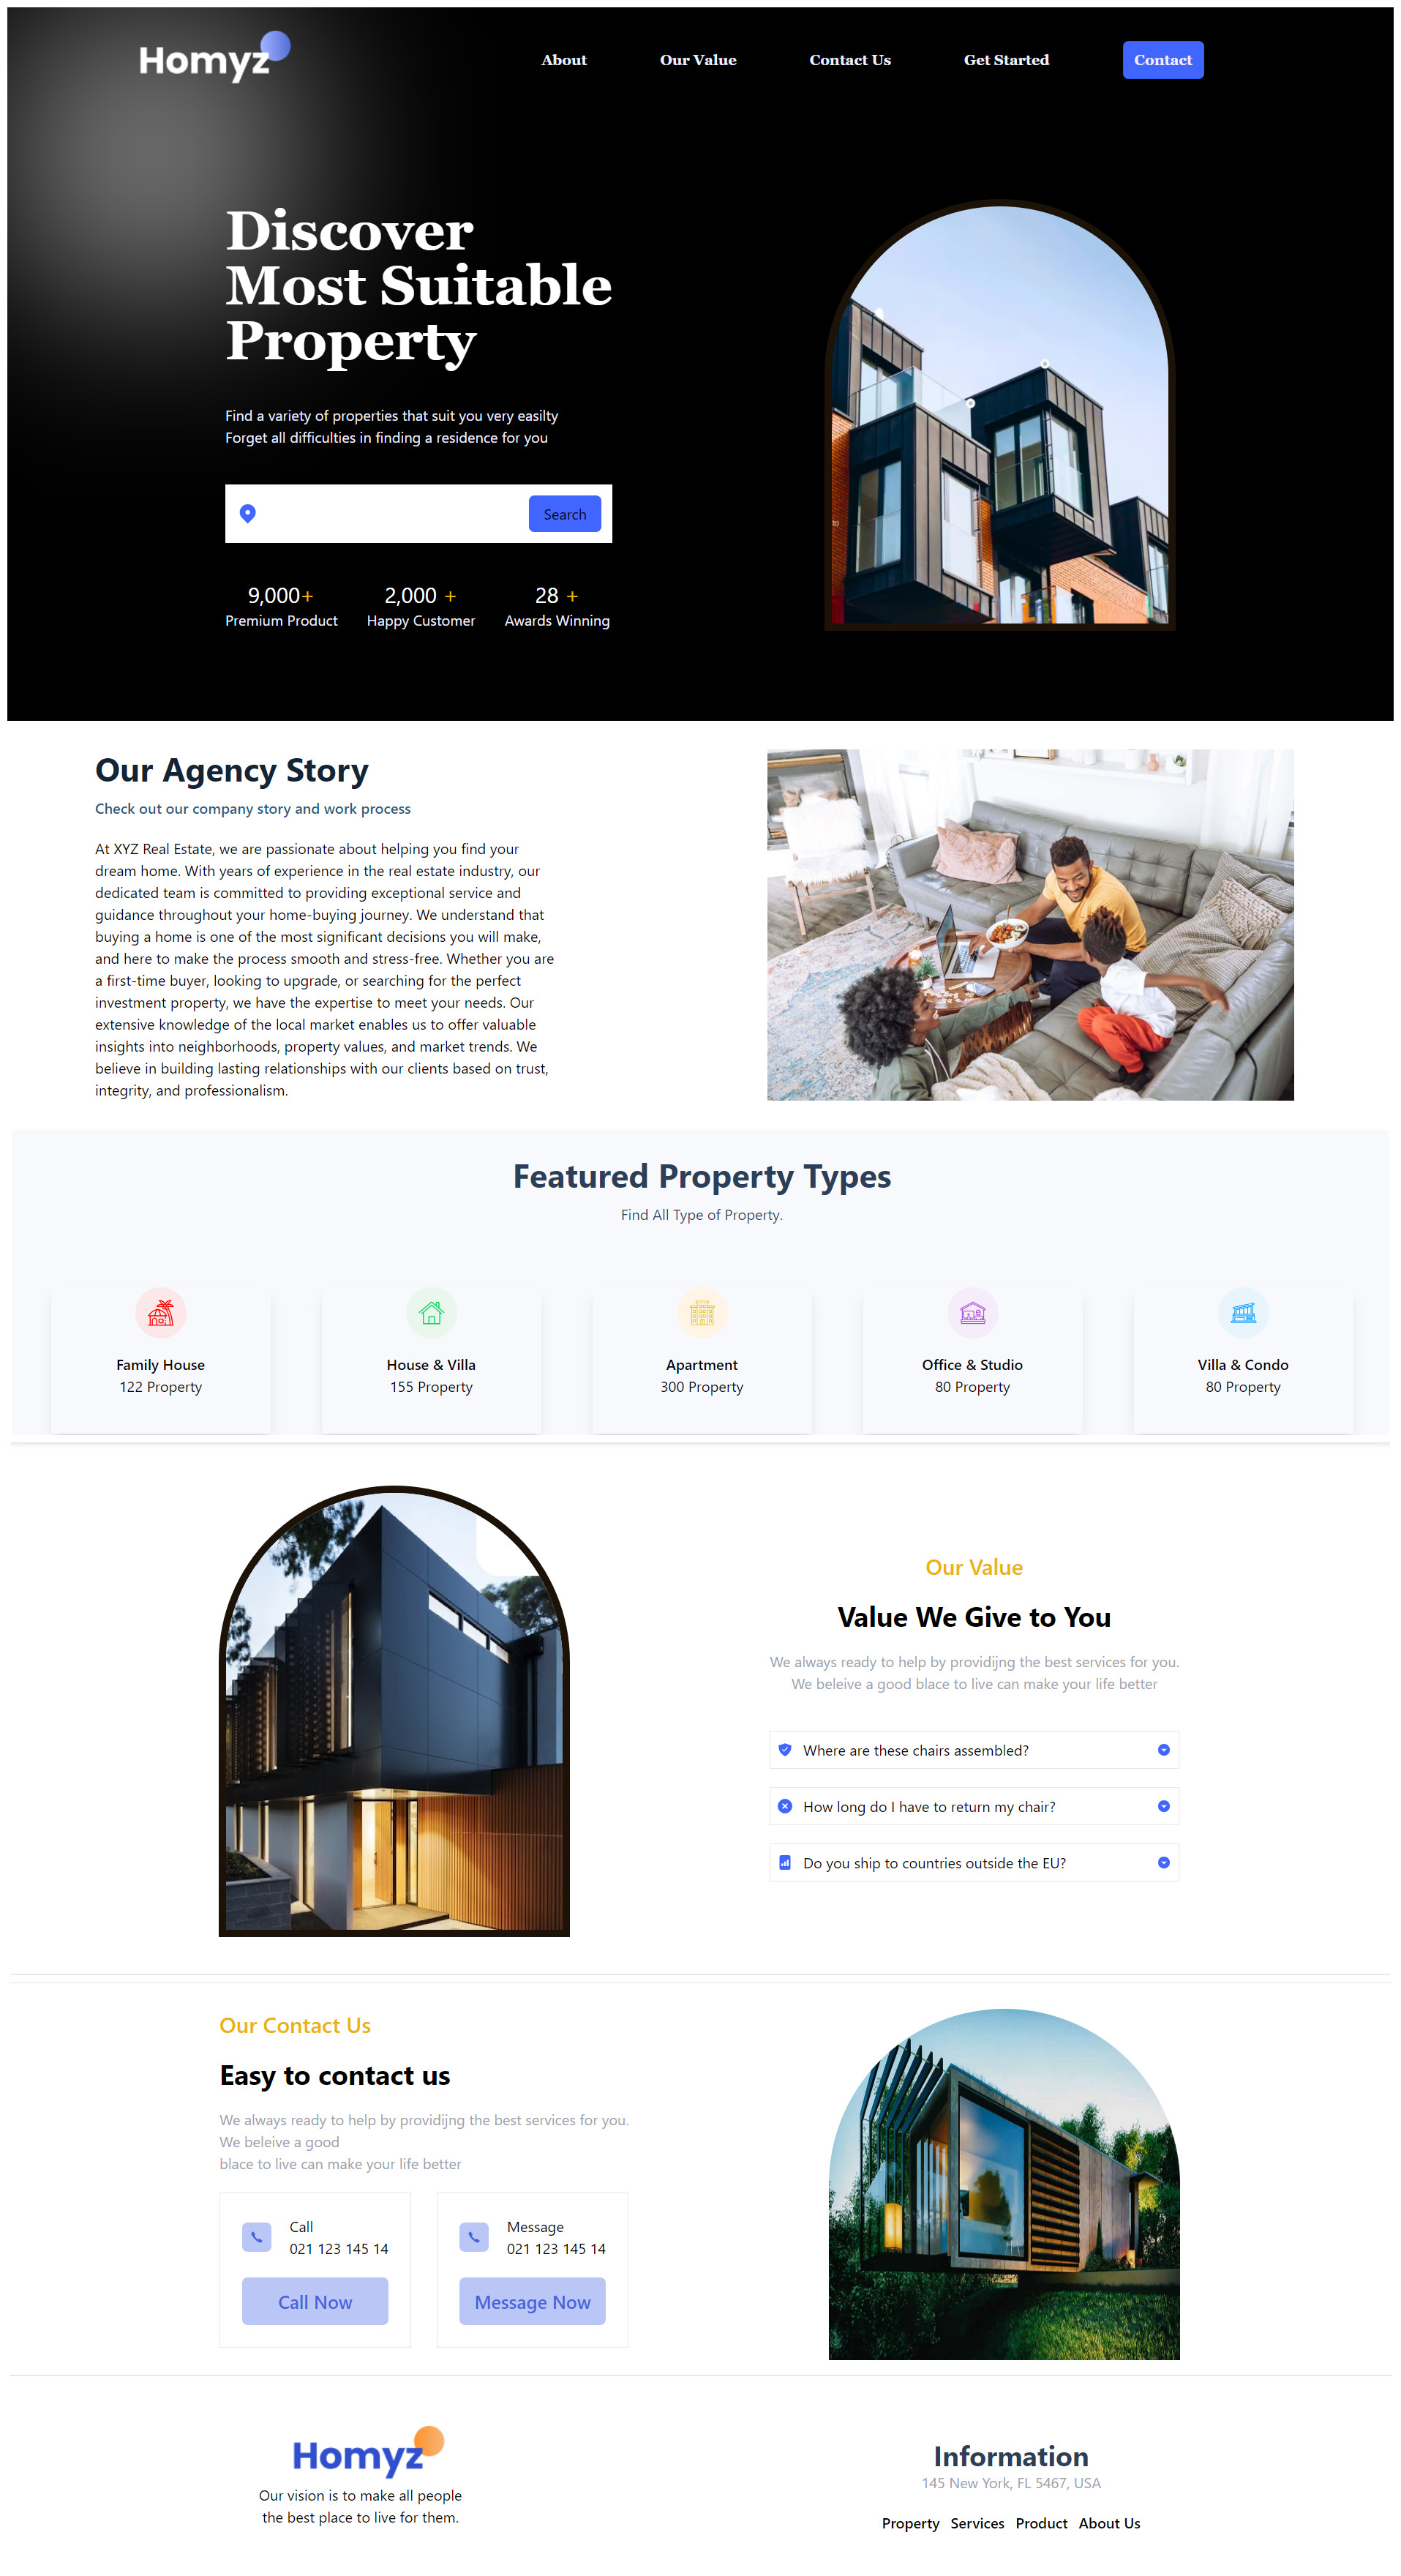 Homyz
About
Our Value
Contact Us
Get Started
Contact
Discover
Most Suitable
Property
Find a variety of properties that suit you very easilty
Forget all difficulties in finding a residence for you
Search
9,000+
Premium Product
2,000 +
Happy Customer
28 +
Awards Winning
to
Our Agency Story
Check out our company story and work process
At XYZ Real Estate, we are passionate about helping you find your
dream home. With years of experience in the real estate industry, our
dedicated team is committed to providing exceptional service and
guidance throughout your home-buying journey. We understand that
buying a home is one of the most significant decisions you will make,
and here to make the process smooth and stress-free. Whether you are
a first-time buyer, looking to upgrade, or searching for the perfect
investment property, we have the expertise to meet your needs. Our
extensive knowledge of the local market enables us to offer valuable
insights into neighborhoods, property values, and market trends. We
believe in building lasting relationships with our clients based on trust,
integrity, and professionalism.
Featured Property Types
Find All Type of Property.
Family House
122 Property
House & Villa
155 Property
Apartment
300 Property
Office & Studio
80 Property
Villa & Condo
80 Property
Our Value
Value We Give to You
We always ready to help by providijng the best services for you.
We beleive a good blace to live can make your life better
Where are these chairs assembled?
How long do I have to return my chair?
Do you ship to countries outside the EU?
Our Contact Us
Easy to contact us
We always ready to help by providijng the best services for you.
We beleive a good
blace to live can make your life better
Call
021 123 145 14
Call Now
Message
021 123 145 14
Message Now
Homyz
Our vision is to make all people
the best place to live for them.
Information
145 New York, FL 5467, USA
Property Services Product About Us